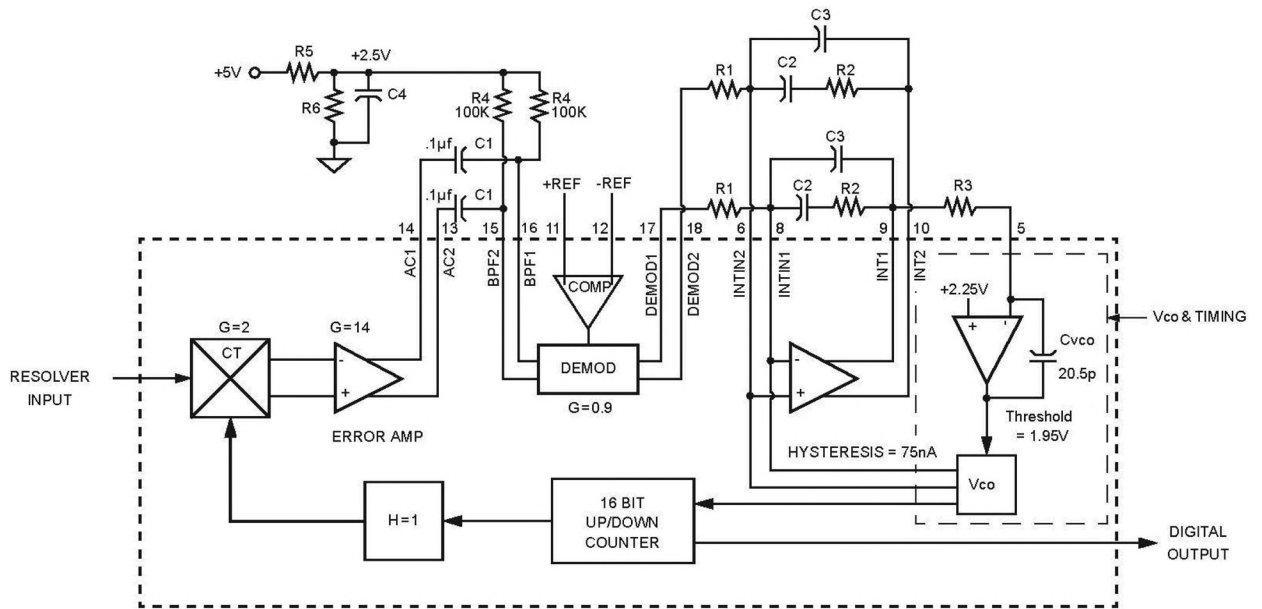 C3
R5
+2.5V
C2
R2
+5V
R1
R6
C4
R4
100K
R4
100K
.1µf
C1
C3
.1µf
C1
+REF
-REF
R1
C2
R2
R3
14
13
15
16
11
12
17
18
6
8
9
10
5
AC1
AC2
BPF2
BPF1
COMP
DEMOD1
DEMOD2
INTIN2
INTIN1
INT1
INT2
+2.25V
+
-
Vco & TIMING
Cvco
20.5p
G=2
CT
G=14
-
+
DEMOD
G=0.9
-
+
RESOLVER
INPUT
ERROR AMP
Threshold
= 1.95V
HYSTERESIS = 75nA
Vco
H=1
16 BIT
UP/DOWN
COUNTER
DIGITAL
OUTPUT